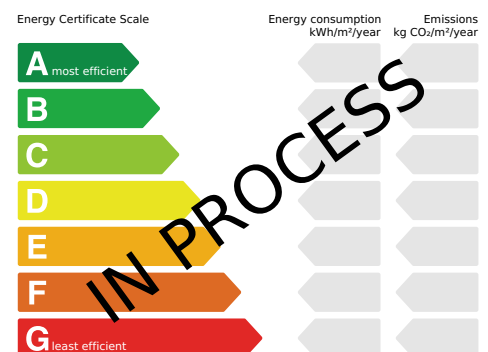 Energy Certificate Scale
Energy consumption
kWh/m²/year
Emissions
kg CO₂/m²/year
A most efficient
B
C
D
E
F
G least efficient
IN PROCESS